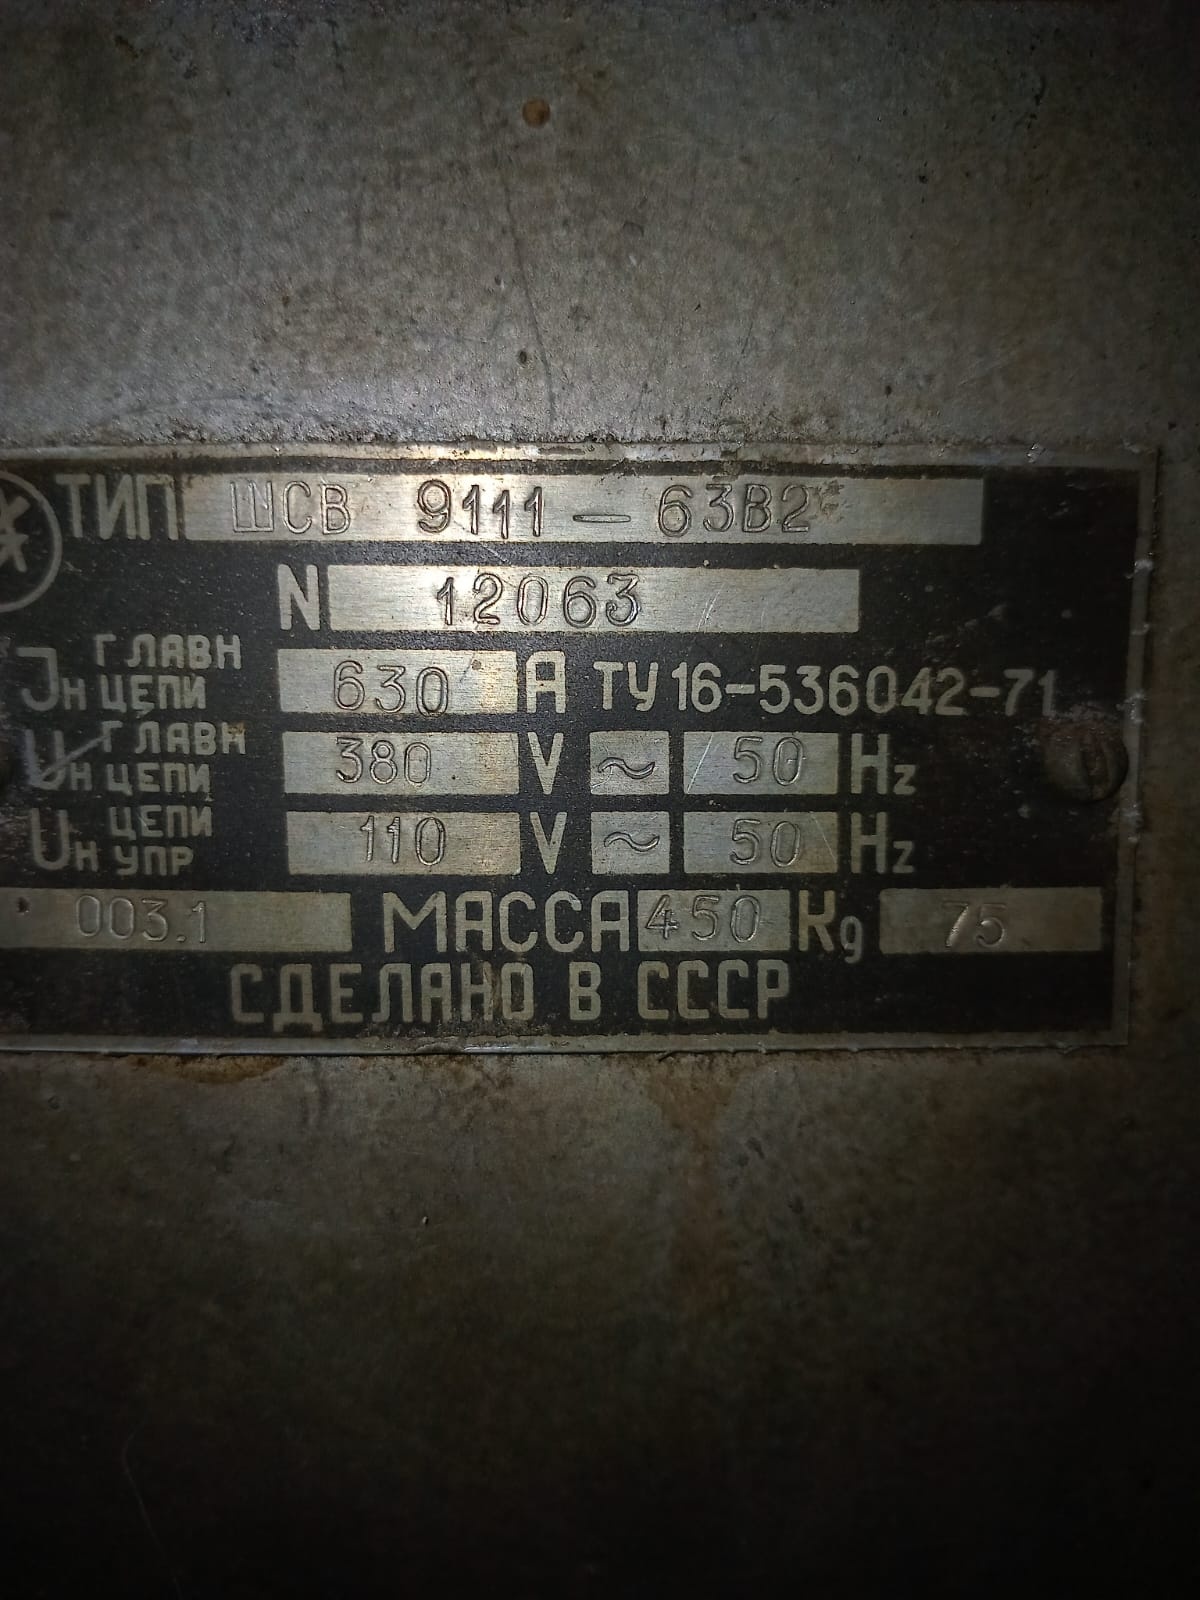 ТИП ШСВ 9111 — 63В2
N 12063
Jн ГЛАВН ЦЕПИ 630 А ТУ 16-536042-71
Uн ГЛАВН ЦЕПИ 380 V ~ 50 Hz
Uн ЦЕПИ УПР 110 V ~ 50 Hz
003.1 МАССА 450 Kg 75
СДЕЛАНО В СССР